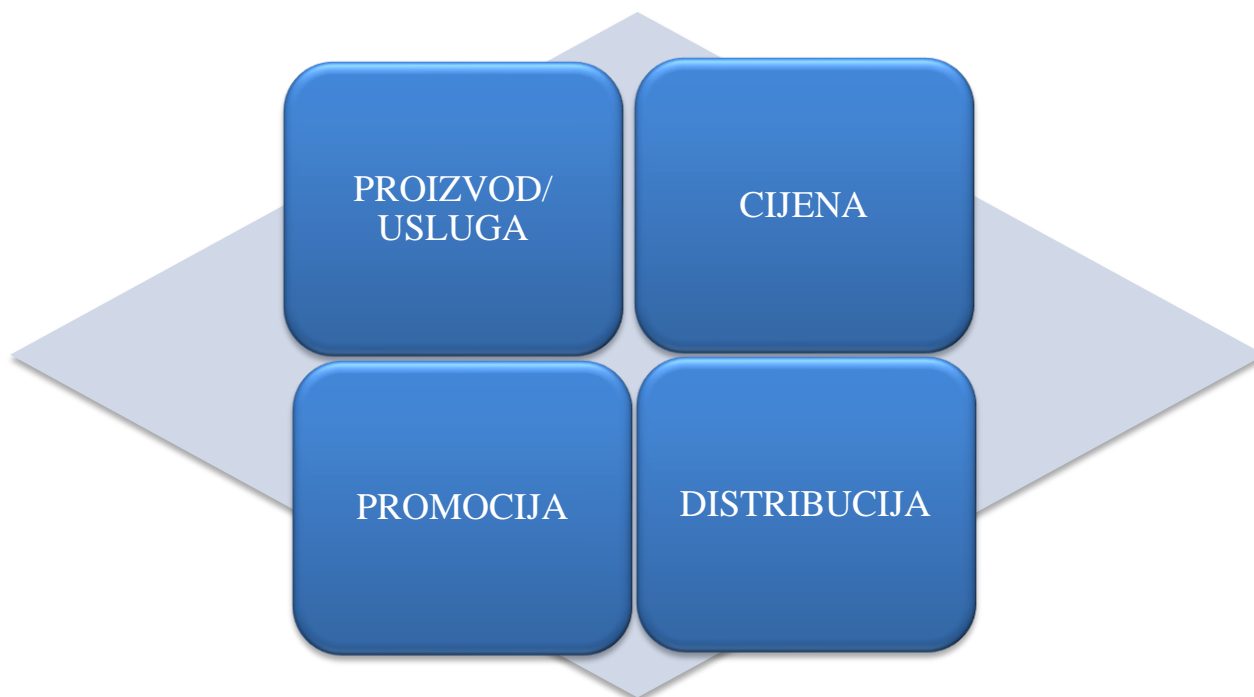 PROIZVOD/
USLUGA
CIJENA
PROMOCIJA
DISTRIBUCIJA